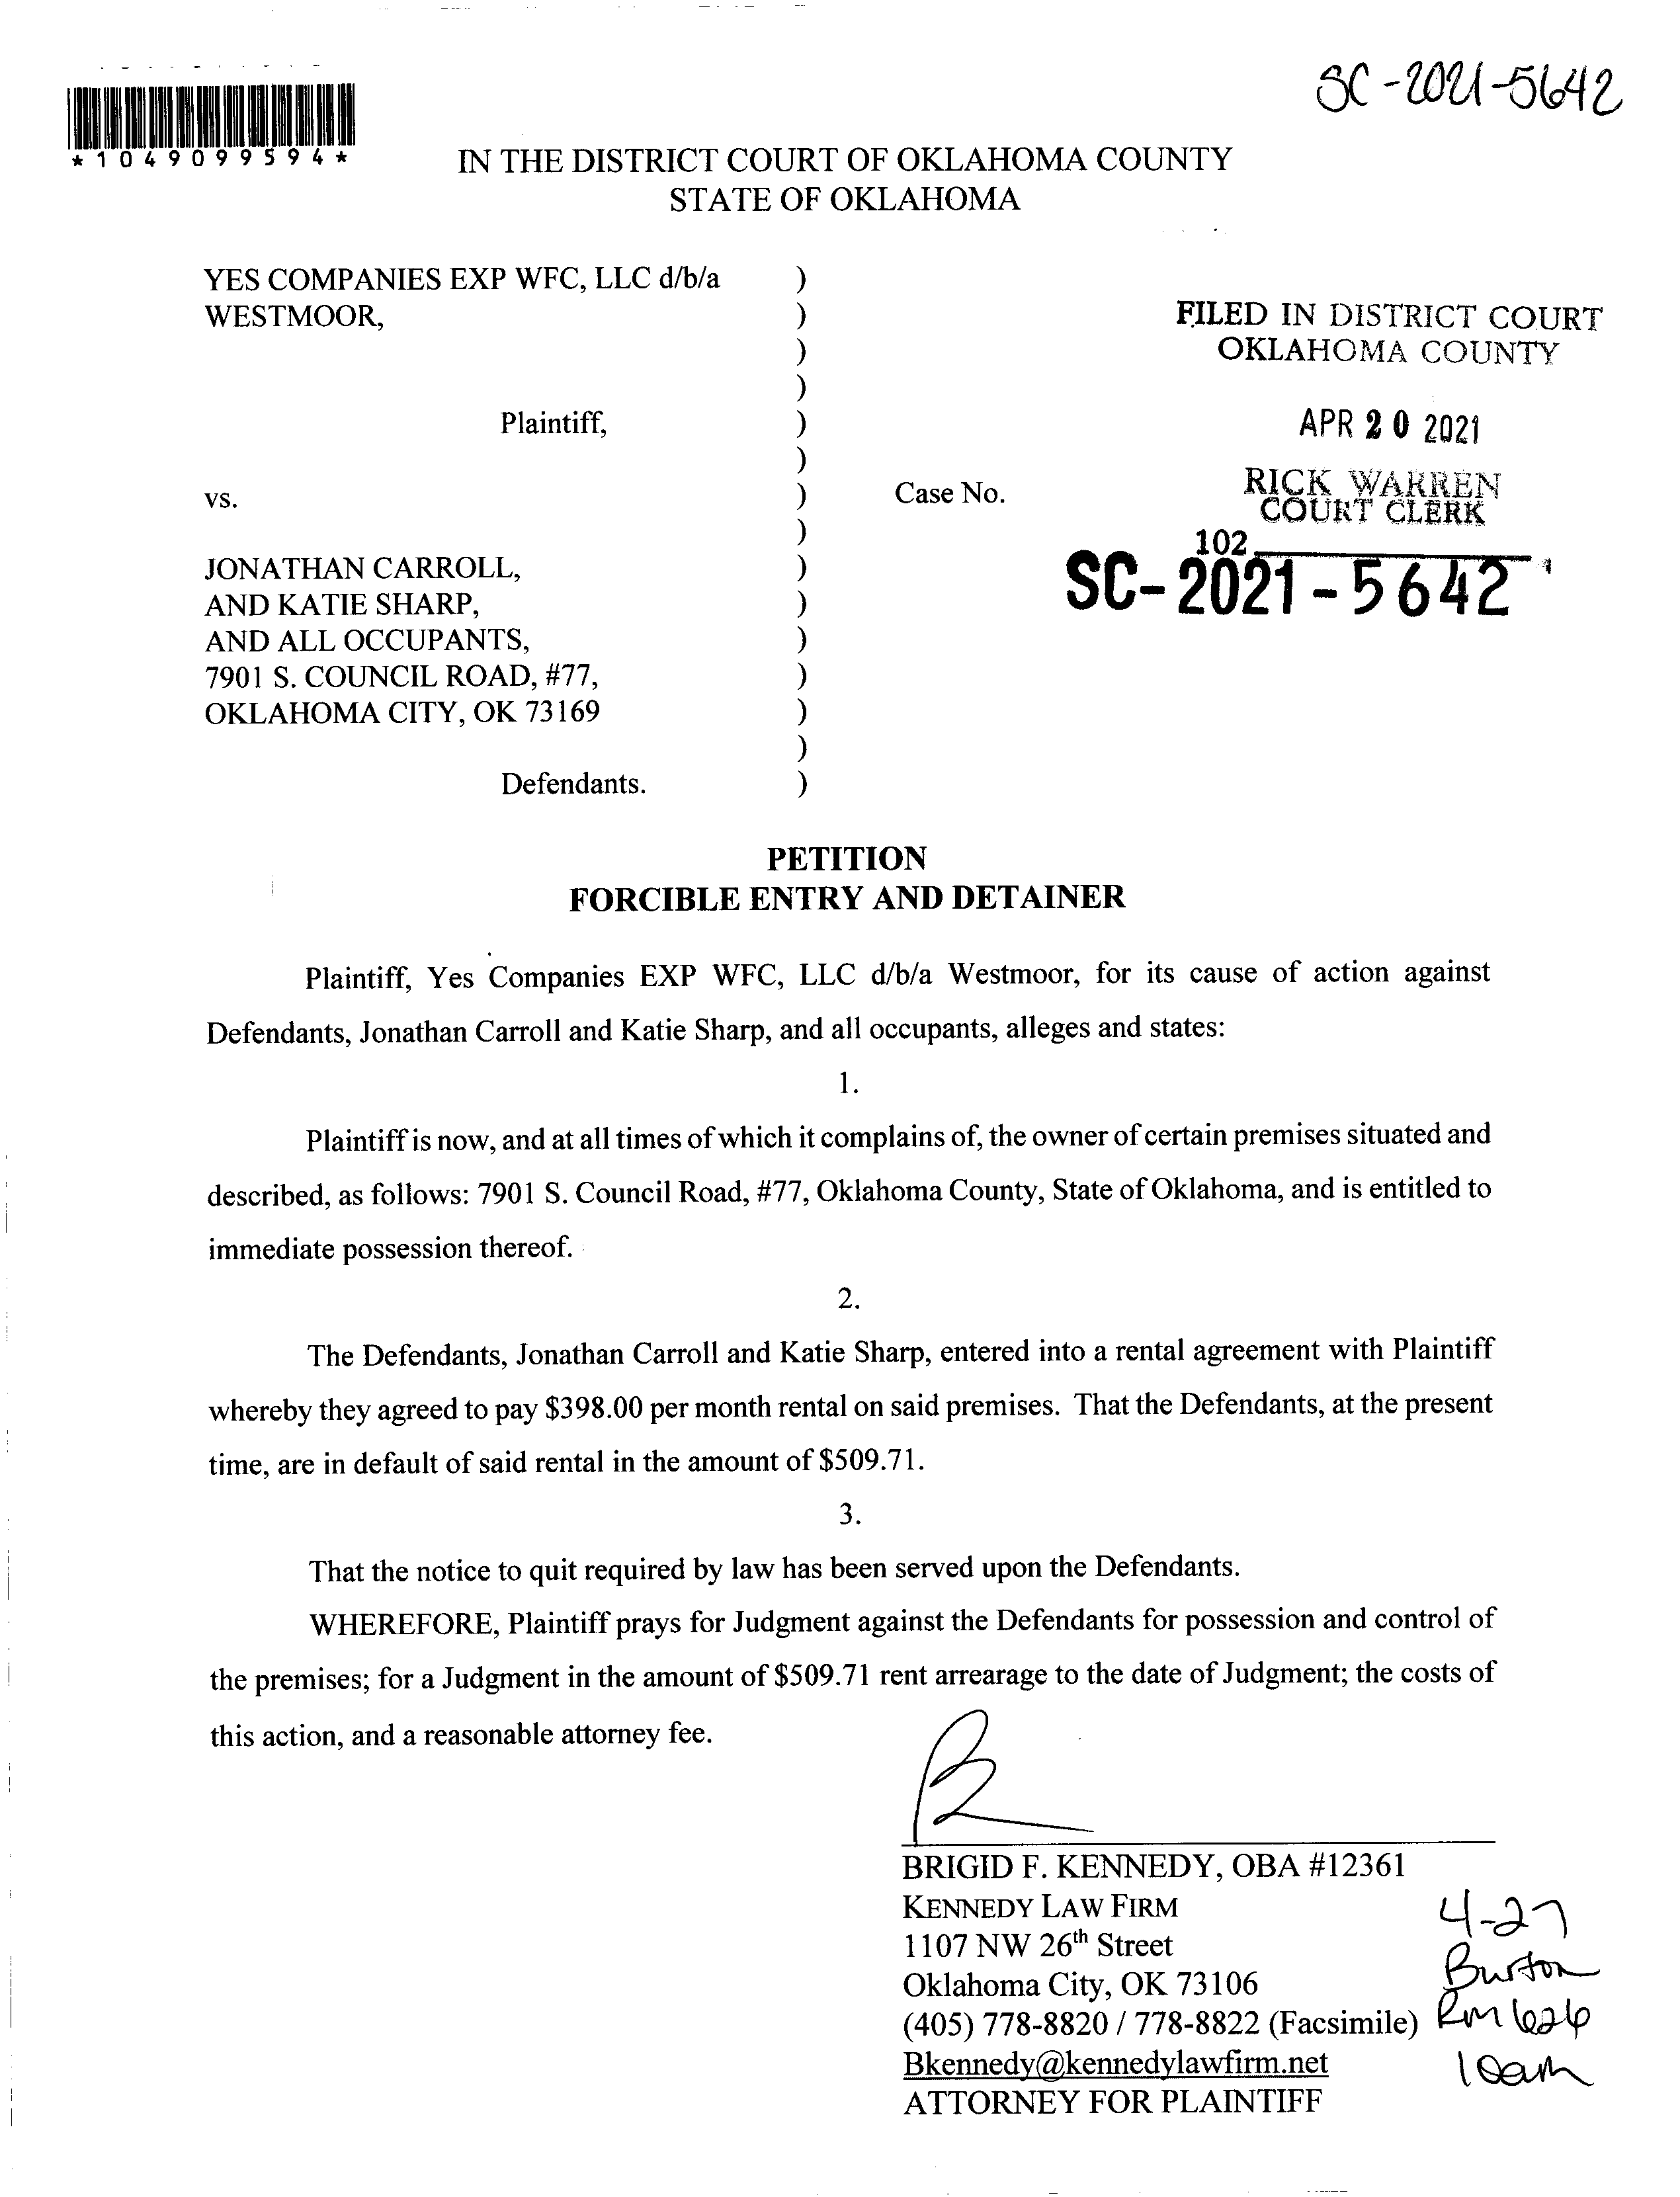 SC-2021-5642
*1049099594*
IN THE DISTRICT COURT OF OKLAHOMA COUNTY
STATE OF OKLAHOMA
YES COMPANIES EXP WFC, LLC d/b/a )
WESTMOOR, )
)
)
Plaintiff, )
)
vs. )
)
JONATHAN CARROLL, )
AND KATIE SHARP, )
AND ALL OCCUPANTS, )
7901 S. COUNCIL ROAD, #77, )
OKLAHOMA CITY, OK 73169 )
)
Defendants. )
FILED IN DISTRICT COURT
OKLAHOMA COUNTY
APR 20 2021
RICK WARREN
COURT CLERK
Case No.
102
SC-2021-5642
PETITION
FORCIBLE ENTRY AND DETAINER
Plaintiff, Yes Companies EXP WFC, LLC d/b/a Westmoor, for its cause of action against
Defendants, Jonathan Carroll and Katie Sharp, and all occupants, alleges and states:
1.
Plaintiff is now, and at all times of which it complains of, the owner of certain premises situated and
described, as follows: 7901 S. Council Road, #77, Oklahoma County, State of Oklahoma, and is entitled to
immediate possession thereof.
2.
The Defendants, Jonathan Carroll and Katie Sharp, entered into a rental agreement with Plaintiff
whereby they agreed to pay $398.00 per month rental on said premises. That the Defendants, at the present
time, are in default of said rental in the amount of $509.71.
3.
That the notice to quit required by law has been served upon the Defendants.
WHEREFORE, Plaintiff prays for Judgment against the Defendants for possession and control of
the premises; for a Judgment in the amount of $509.71 rent arrearage to the date of Judgment; the costs of
this action, and a reasonable attorney fee.
BRIGID F. KENNEDY, OBA #12361
KENNEDY LAW FIRM
1107 NW 26th Street
Oklahoma City, OK 73106
(405) 778-8820 / 778-8822 (Facsimile)
Bkennedy@kennedylawfirm.net
ATTORNEY FOR PLAINTIFF
4-27
Burton
Rm 626
10am